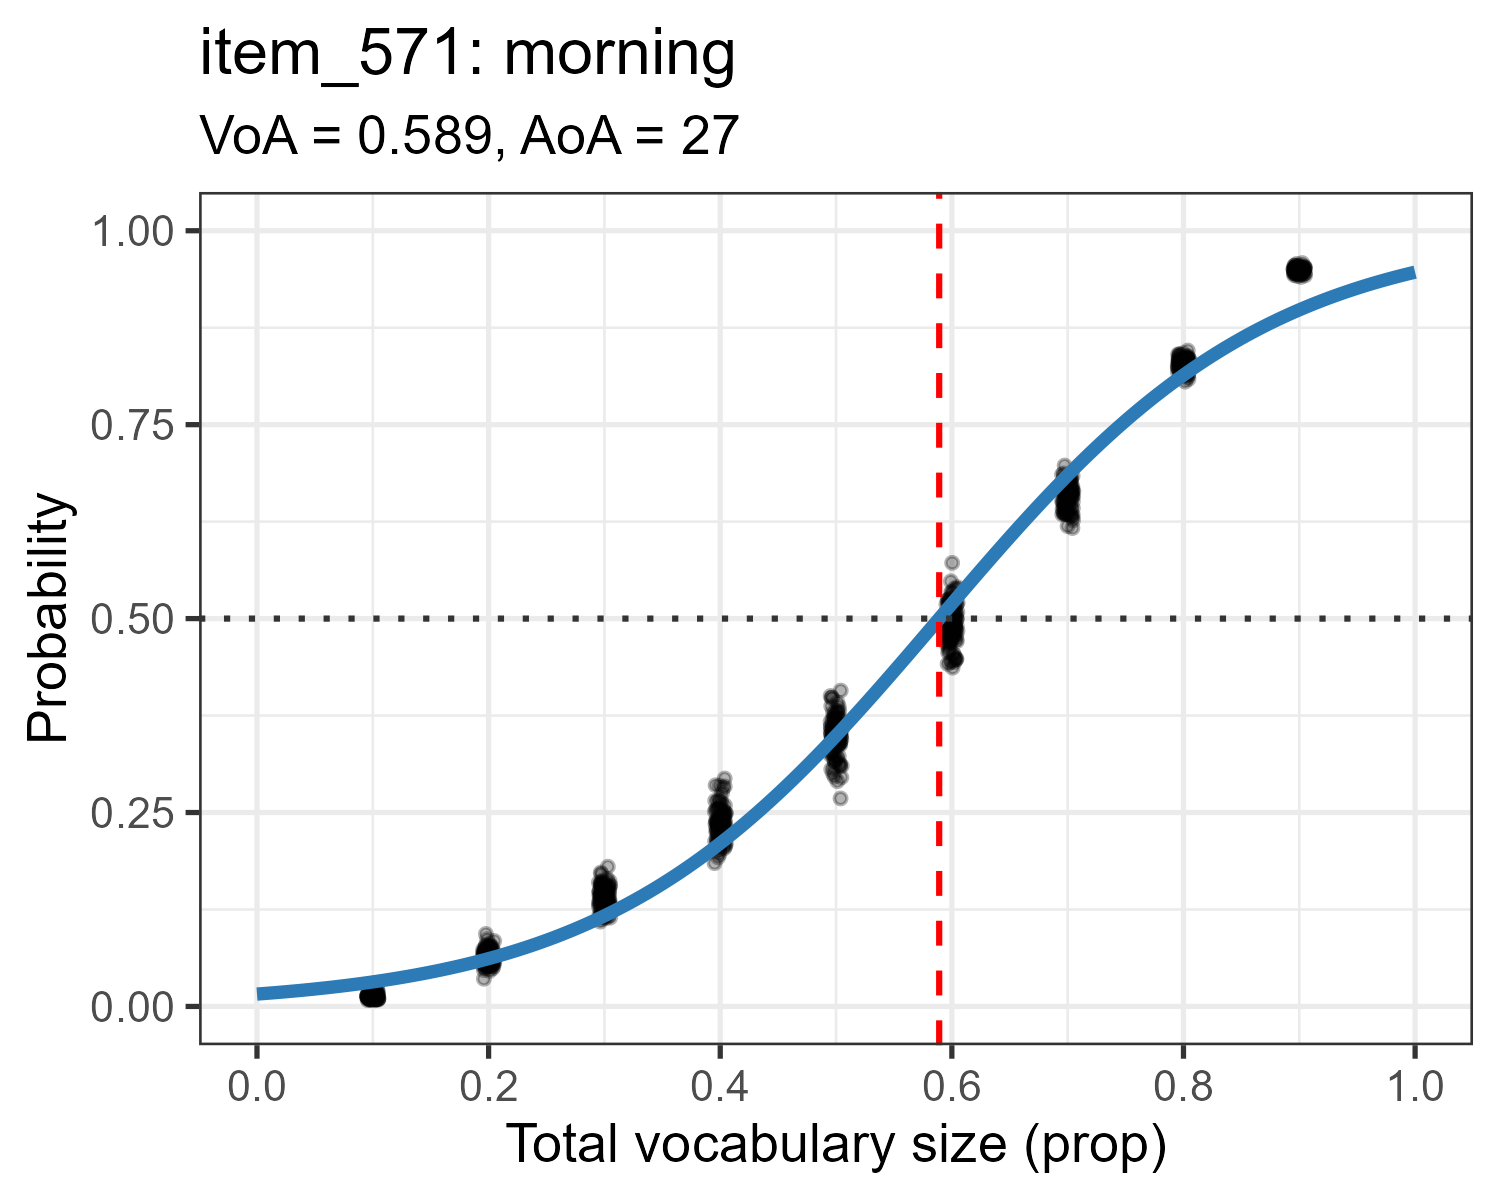 item_571: morning
VoA = 0.589, AoA = 27
1.00
0.75
0.50
0.25
0.00
Probability
0.0 0.2 0.4 0.6 0.8 1.0
Total vocabulary size (prop)